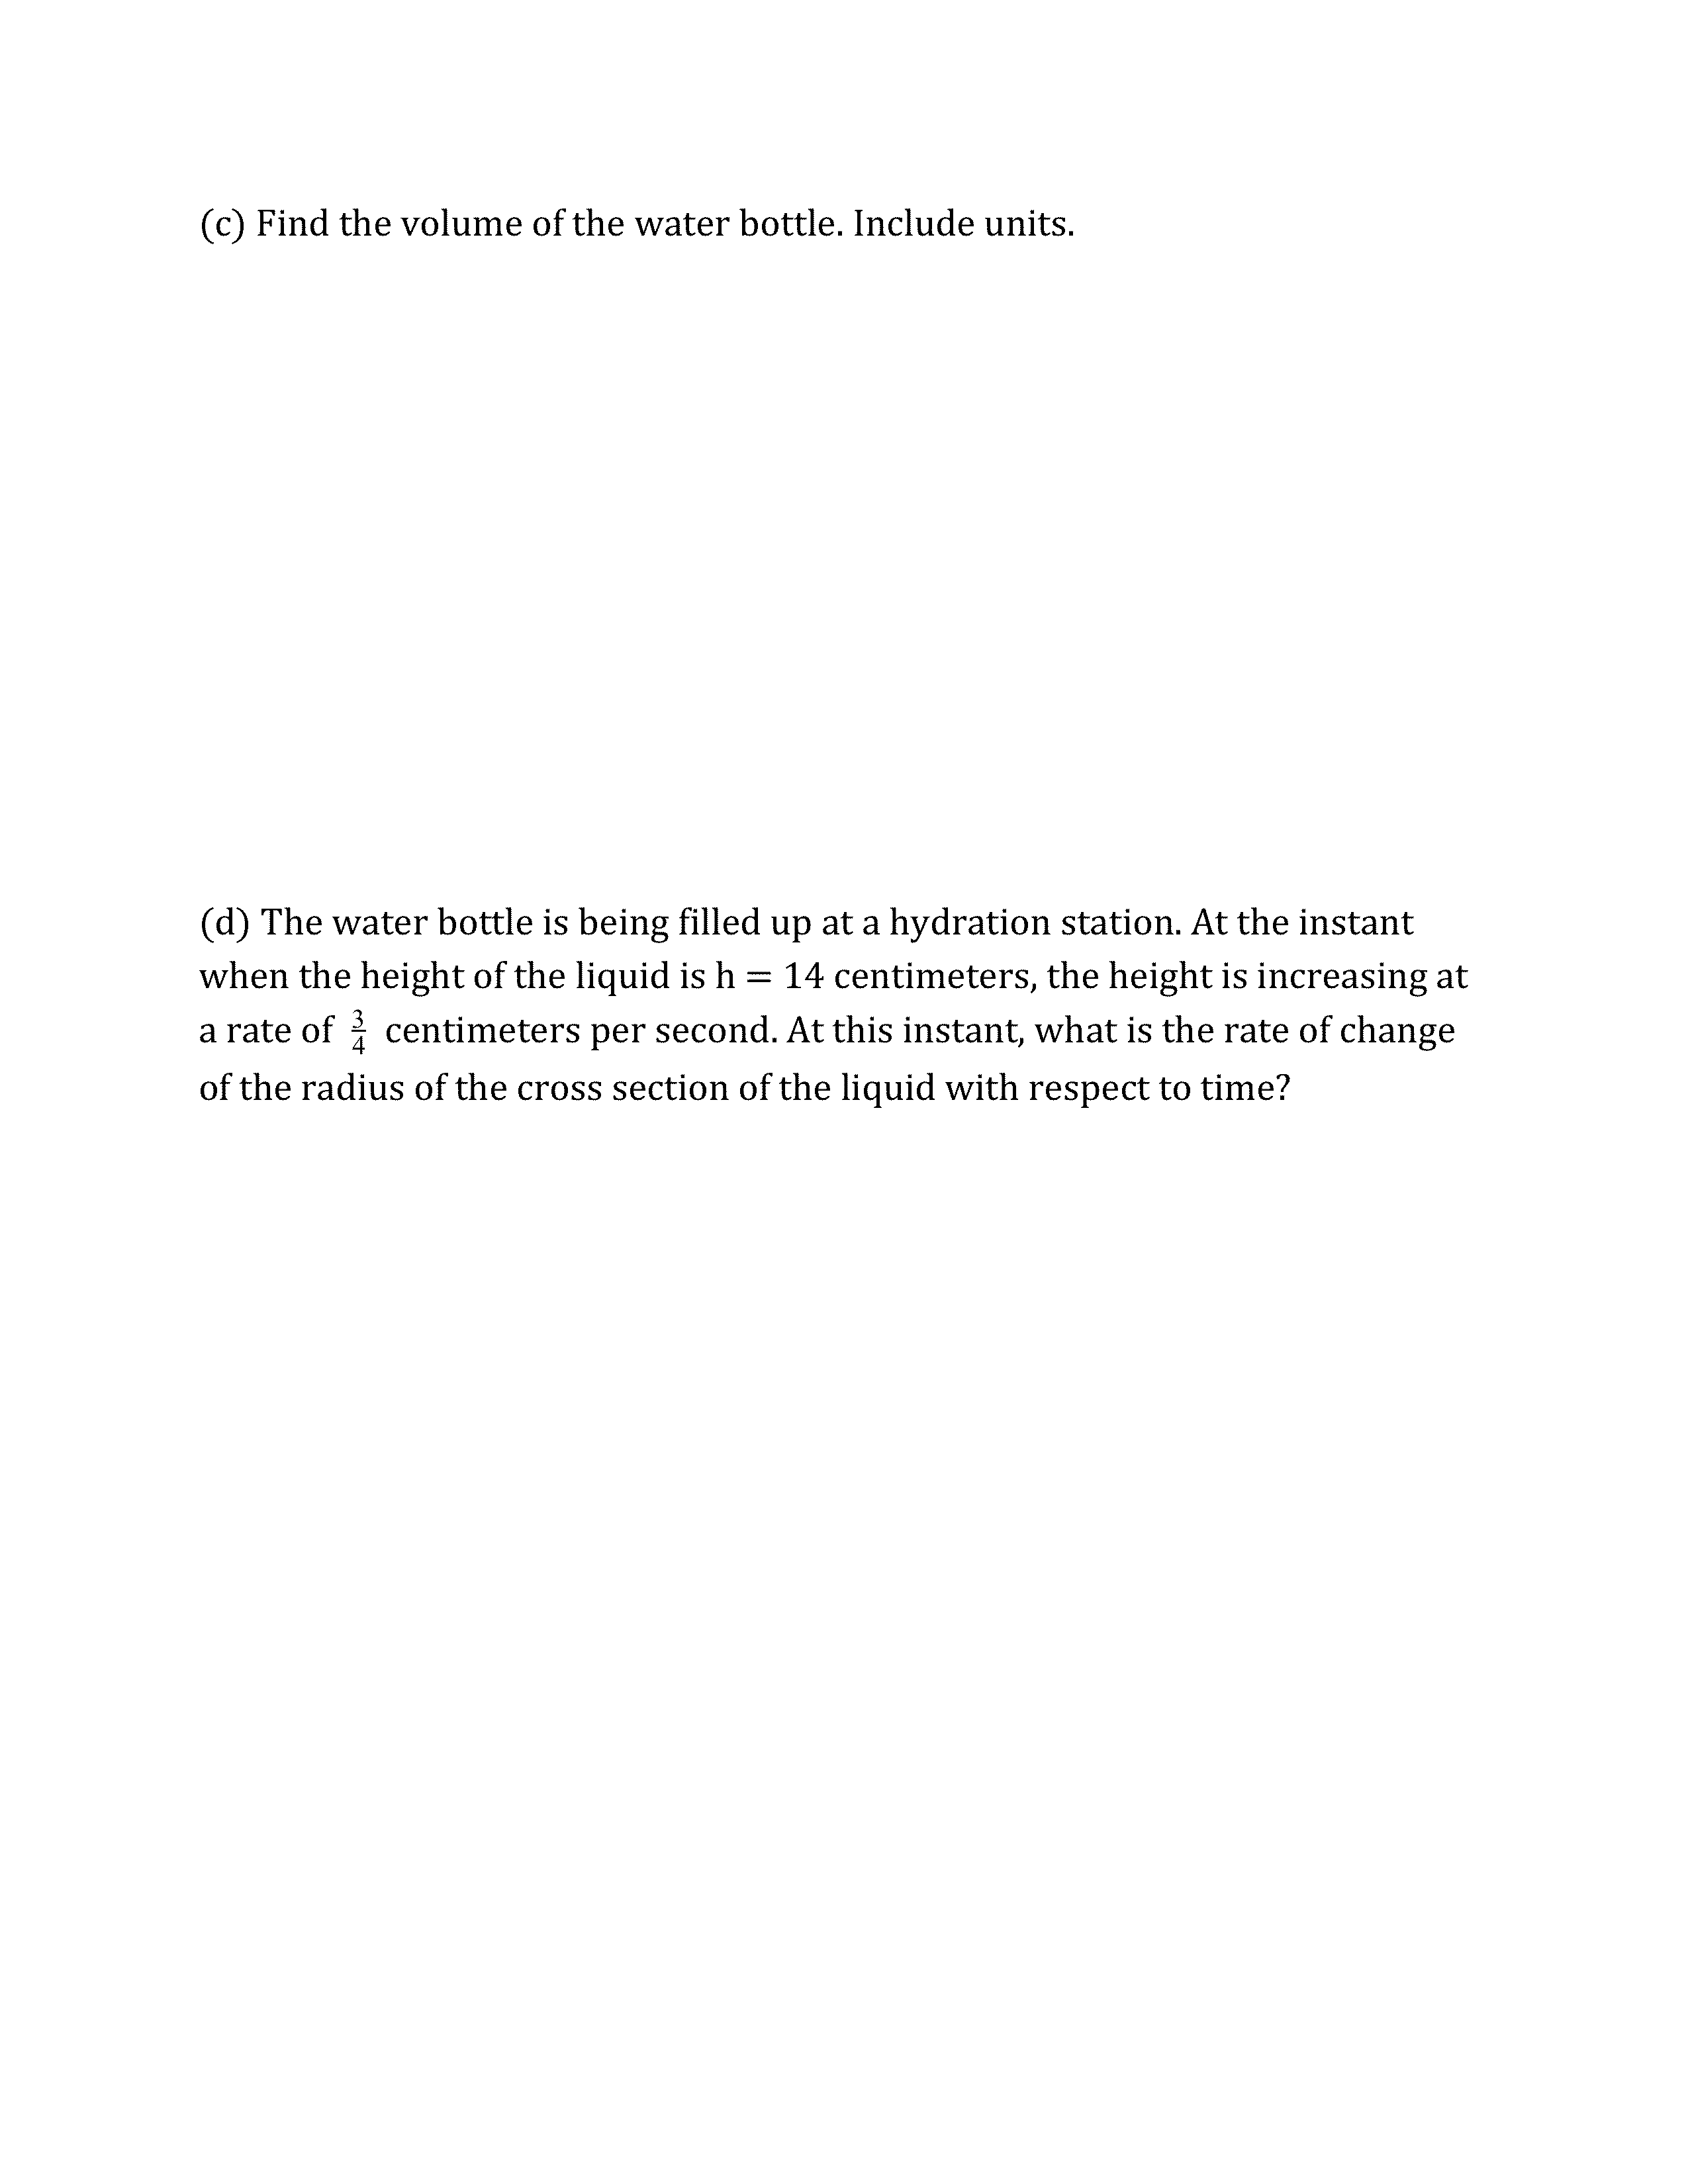 (c) Find the volume of the water bottle. Include units.
(d) The water bottle is being filled up at a hydration station. At the instant
when the height of the liquid is h = 14 centimeters, the height is increasing at
a rate of 3/4 centimeters per second. At this instant, what is the rate of change
of the radius of the cross section of the liquid with respect to time?